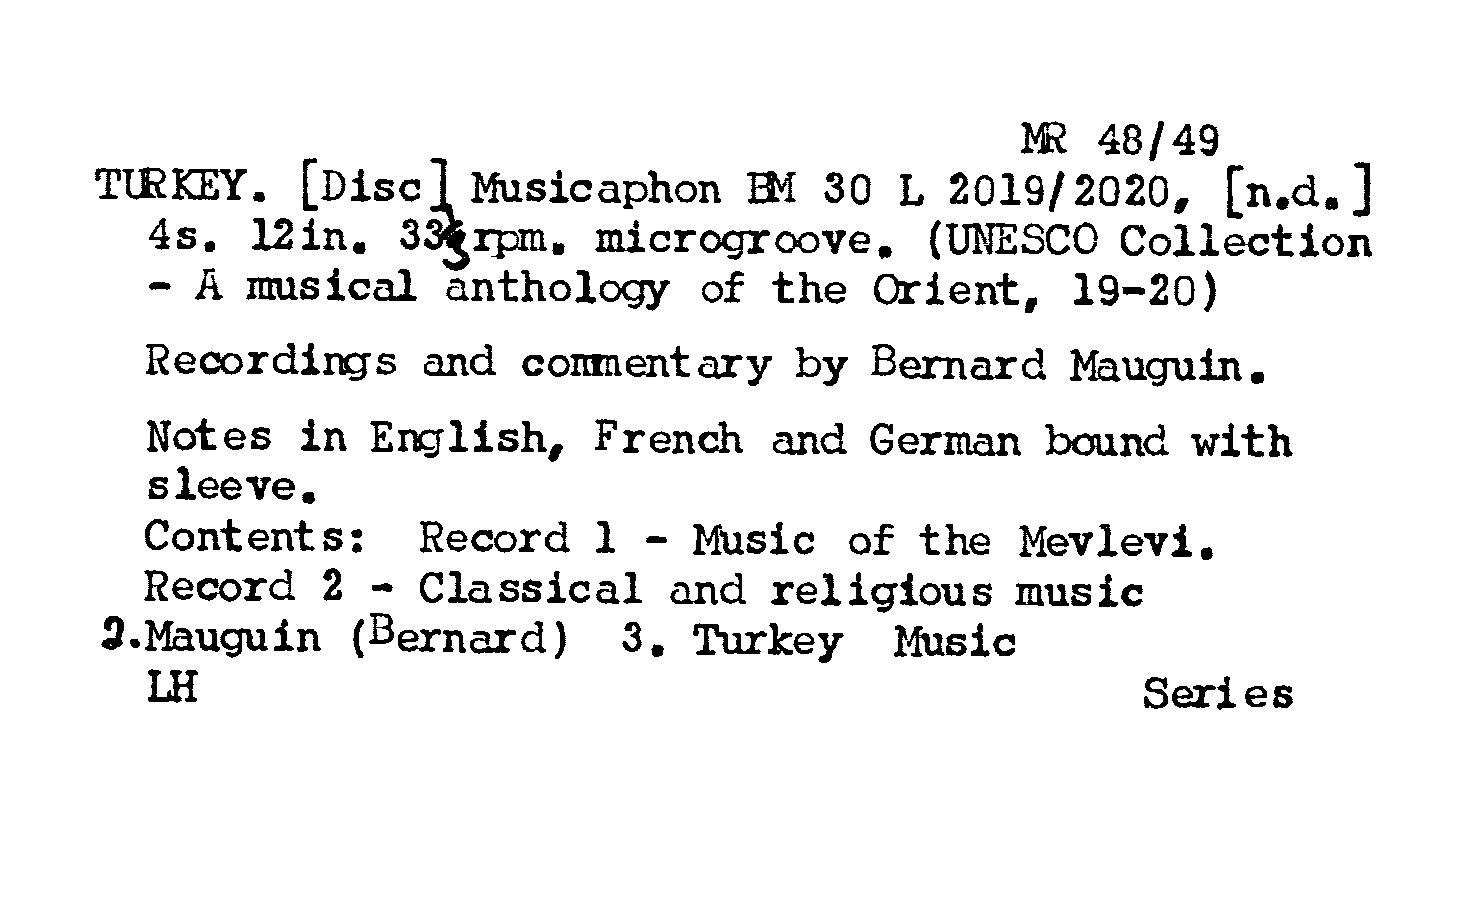 MR 48/49
TURKEY. [Disc] Musicaphon BM 30 L 2019/2020, [n.d.]
4s. 12in. 33⅓rpm. microgroove. (UNESCO Collection
- A musical anthology of the Orient, 19-20)
Recordings and commentary by Bernard Mauguin.
Notes in English, French and German bound with
sleeve.
Contents: Record 1 - Music of the Mevlevi.
Record 2 - Classical and religious music
2.Mauguin (Bernard) 3. Turkey Music
LH
Series